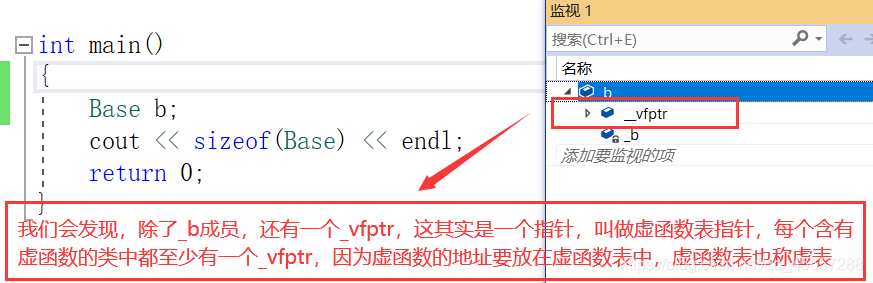 int main()
{
Base b;
cout << sizeof(Base) << endl;
return 0;
}
监视 1
搜索(Ctrl+E)
名称
b
__vfptr
_b
添加要监视的项
我们会发现，除了_b成员，还有一个_vfptr，这其实是一个指针，叫做虚函数表指针，每个含有
虚函数的类中都至少有一个_vfptr，因为虚函数的地址要放在虚函数表中，虚函数表也称虚表